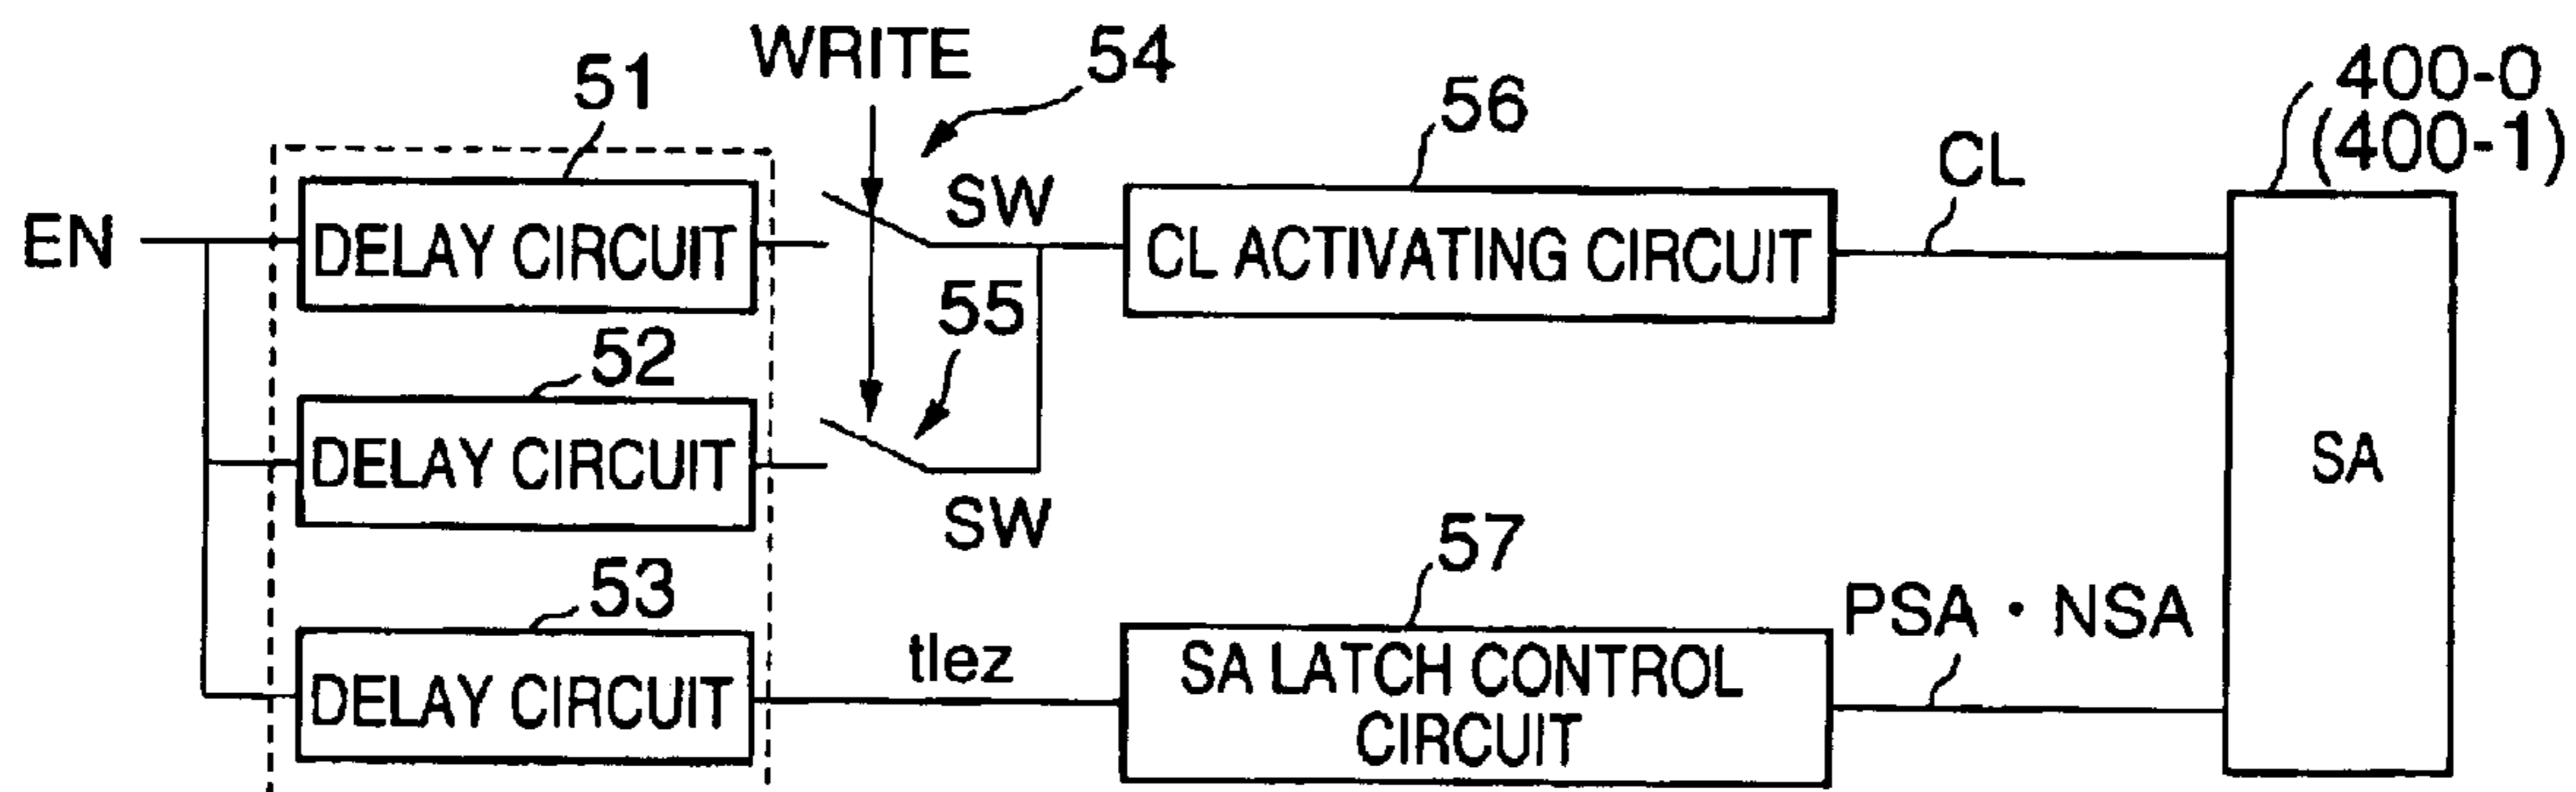 WRITE
54
400-0
(400-1)
51
56
CL
EN
DELAY CIRCUIT
SW
CL ACTIVATING CIRCUIT
55
52
DELAY CIRCUIT
SW
SA
53
57
PSA · NSA
DELAY CIRCUIT
tlez
SA LATCH CONTROL
CIRCUIT